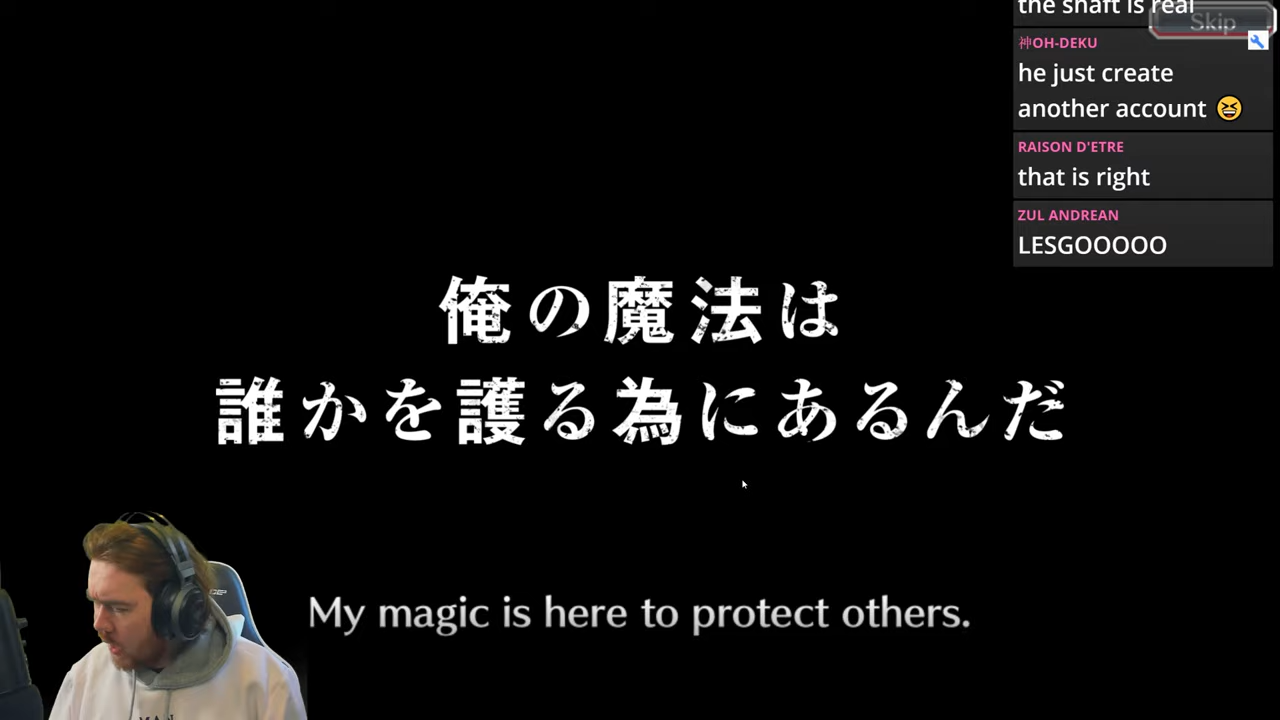 the shaft is real
Skip
神OH-DEKU
he just create
another account 😆
RAISON D'ETRE
that is right
ZUL ANDREAN
LESGOOOOO
俺の魔法は
誰かを護る為にあるんだ
My magic is here to protect others.